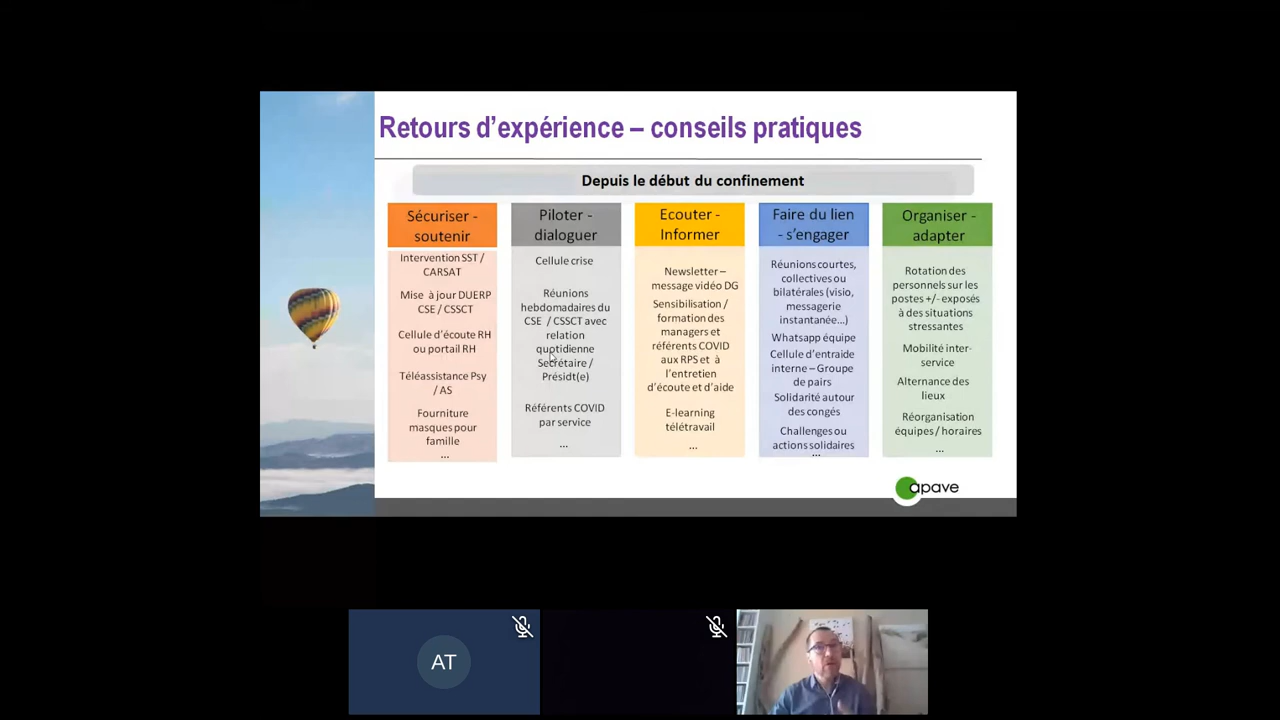 Retours d'expérience – conseils pratiques
Depuis le début du confinement
Sécuriser -
soutenir
Intervention SST /
CARSAT
Mise à jour DUERP
CSE / CSSCT
Cellule d'écoute RH
ou portail RH
Téléassistance Psy
/ AS
Fourniture
masques pour
famille
...
Piloter -
dialoguer
Cellule crise
Réunions
hebdomadaires du
CSE / CSSCT avec
relation
quotidienne
Secrétaire /
Présidt(e)
Référents COVID
par service
...
Ecouter -
Informer
Newsletter –
message vidéo DG
Sensibilisation /
formation des
managers et
référents COVID
aux RPS et à
l'entretien
d'écoute et d'aide
E-learning
télétravail
...
Faire du lien
- s'engager
Réunions courtes,
collectives ou
bilatérales (visio,
messagerie
instantanée...)
Whatsapp équipe
Cellule d'entraide
interne – Groupe
de pairs
Solidarité autour
des congés
Challenges ou
actions solidaires
...
Organiser -
adapter
Rotation des
personnels sur les
postes +/- exposés
à des situations
stressantes
Mobilité inter-
service
Alternance des
lieux
Réorganisation
équipes / horaires
...
apave
AT